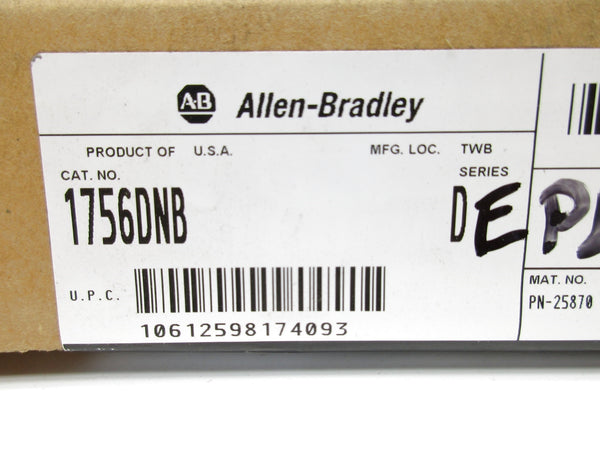 AB Allen-Bradley
PRODUCT OF U.S.A. MFG. LOC. TWB
CAT. NO. SERIES
1756DNB D E
U.P.C.
10612598174093
MAT. NO.
PN-25870